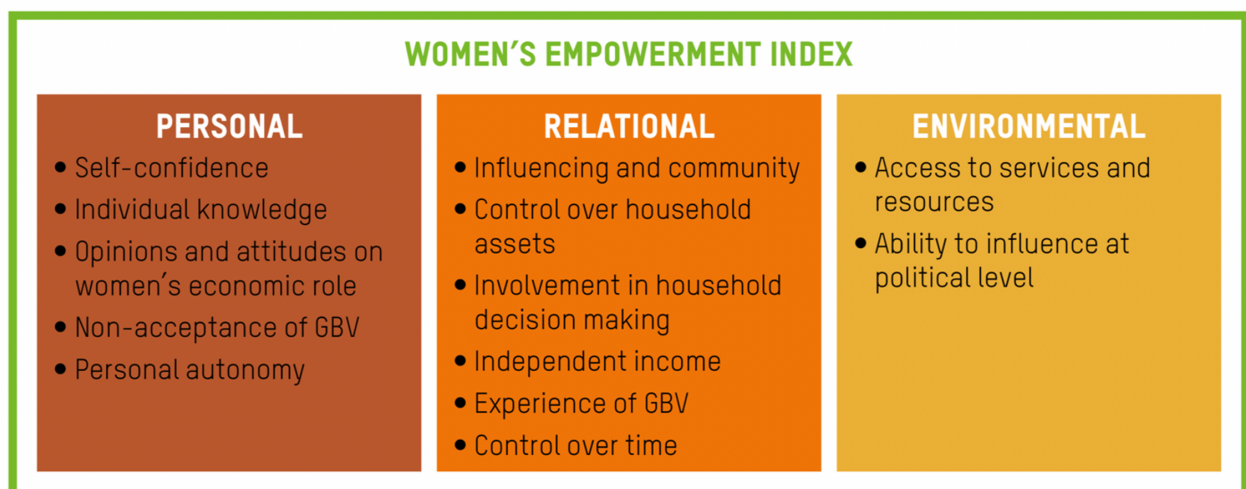 WOMEN´S EMPOWERMENT INDEX
PERSONAL
• Self-confidence
• Individual knowledge
• Opinions and attitudes on
women´s economic role
• Non-acceptance of GBV
• Personal autonomy
RELATIONAL
• Influencing and community
• Control over household
assets
• Involvement in household
decision making
• Independent income
• Experience of GBV
• Control over time
ENVIRONMENTAL
• Access to services and
resources
• Ability to influence at
political level